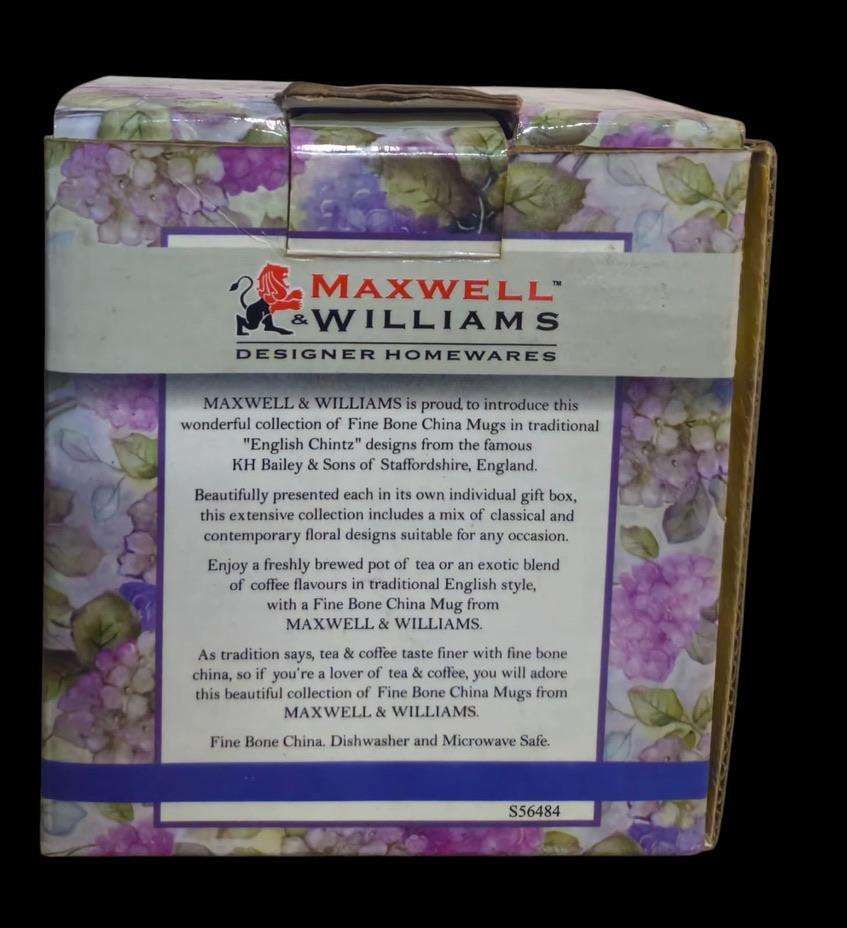 MAXWELL™
& WILLIAMS
DESIGNER HOMEWARES
MAXWELL & WILLIAMS is proud to introduce this
wonderful collection of Fine Bone China Mugs in traditional
"English Chintz" designs from the famous
KH Bailey & Sons of Staffordshire, England.
Beautifully presented each in its own individual gift box,
this extensive collection includes a mix of classical and
contemporary floral designs suitable for any occasion.
Enjoy a freshly brewed pot of tea or an exotic blend
of coffee flavours in traditional English style,
with a Fine Bone China Mug from
MAXWELL & WILLIAMS.
As tradition says, tea & coffee taste finer with fine bone
china, so if you're a lover of tea & coffee, you will adore
this beautiful collection of Fine Bone China Mugs from
MAXWELL & WILLIAMS.
Fine Bone China. Dishwasher and Microwave Safe.
S56484